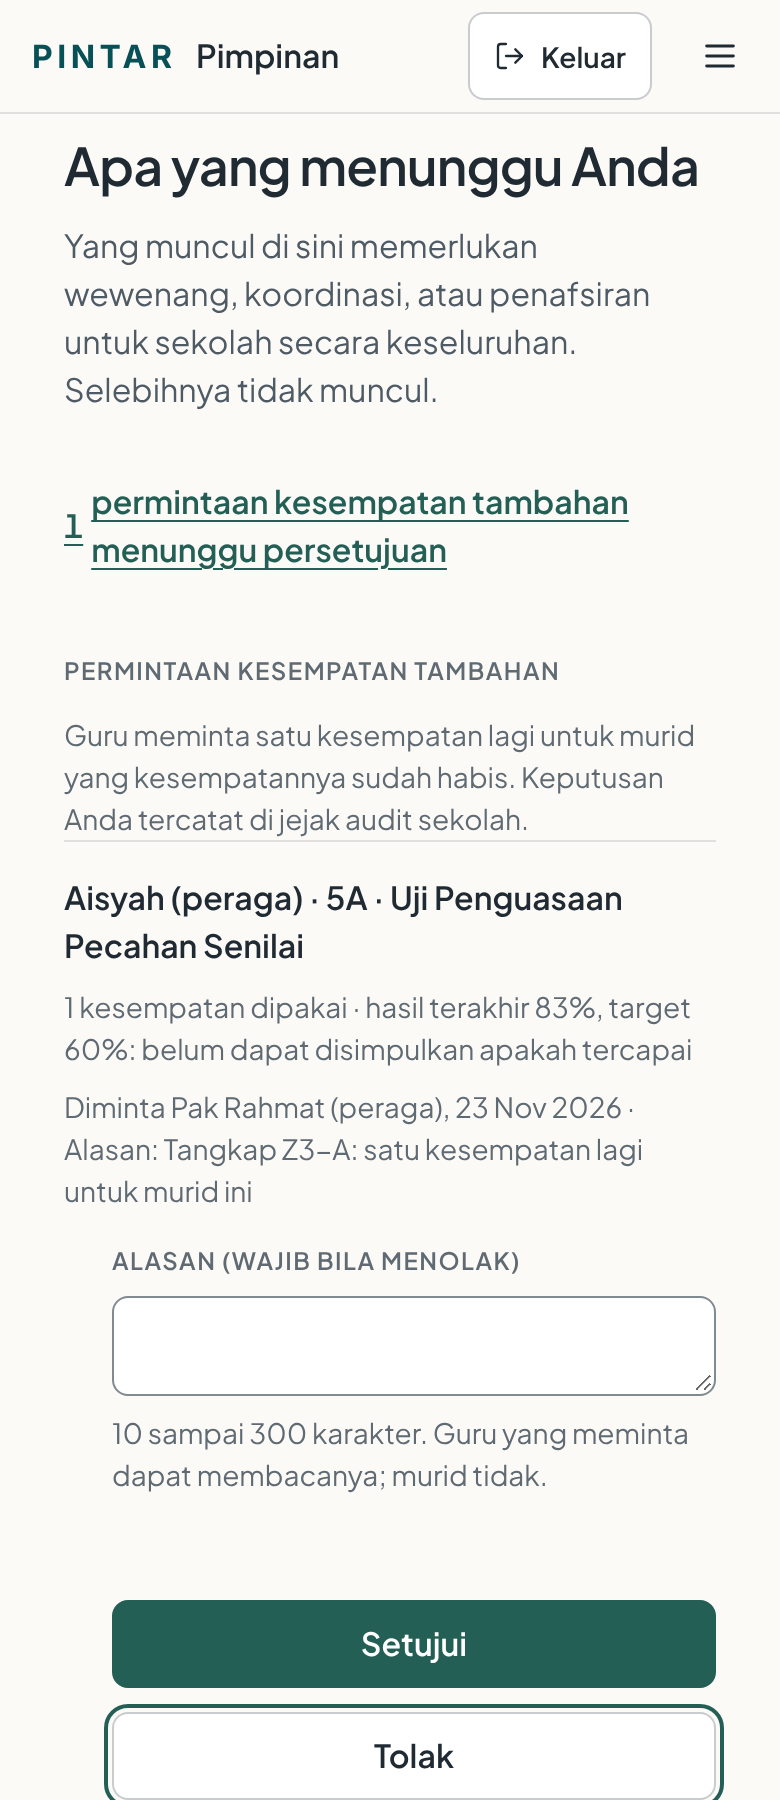 PINTAR Pimpinan
Keluar
Apa yang menunggu Anda
Yang muncul di sini memerlukan
wewenang, koordinasi, atau penafsiran
untuk sekolah secara keseluruhan.
Selebihnya tidak muncul.
1 permintaan kesempatan tambahan
menunggu persetujuan
PERMINTAAN KESEMPATAN TAMBAHAN
Guru meminta satu kesempatan lagi untuk murid
yang kesempatannya sudah habis. Keputusan
Anda tercatat di jejak audit sekolah.
Aisyah (peraga) · 5A · Uji Penguasaan
Pecahan Senilai
1 kesempatan dipakai · hasil terakhir 83%, target
60%: belum dapat disimpulkan apakah tercapai
Diminta Pak Rahmat (peraga), 23 Nov 2026 ·
Alasan: Tangkap Z3–A: satu kesempatan lagi
untuk murid ini
ALASAN (WAJIB BILA MENOLAK)
10 sampai 300 karakter. Guru yang meminta
dapat membacanya; murid tidak.
Setujui
Tolak